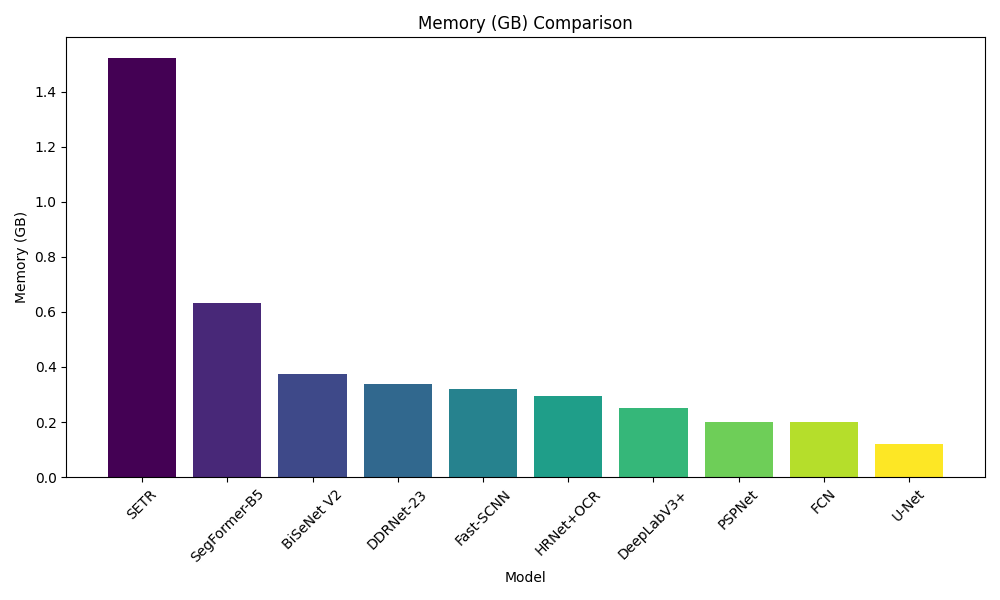 Memory (GB) Comparison
Memory (GB)
1.4
1.2
1.0
0.8
0.6
0.4
0.2
0.0
SETR
SegFormer-B5
BiSeNet V2
DDRNet-23
Fast-SCNN
HRNet+OCR
DeepLabV3+
PSPNet
FCN
U-Net
Model